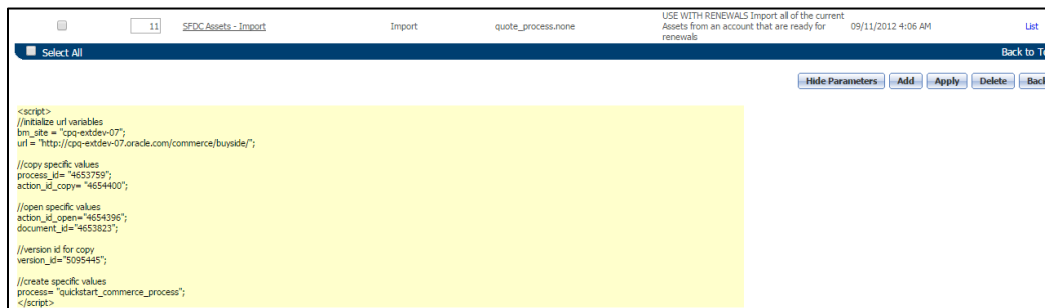 11 SFDC Assets - Import Import quote_process.none USE WITH RENEWALS Import all of the current Assets from an account that are ready for renewals 09/11/2012 4:06 AM List
Select All Back to
Hide Parameters Add Apply Delete Back
<script>
//initialize url variables
bm_site = "cpq-extdev-07";
url = "http://cpq-extdev-07.oracle.com/commerce/buyside/";
//copy specific values
process_id= "4653759";
action_id_copy= "4654400";
//open specific values
action_id_open="4654396";
document_id="4653823";
//version id for copy
version_id="5095445";
//create specific values
process= "quickstart_commerce_process";
</script>